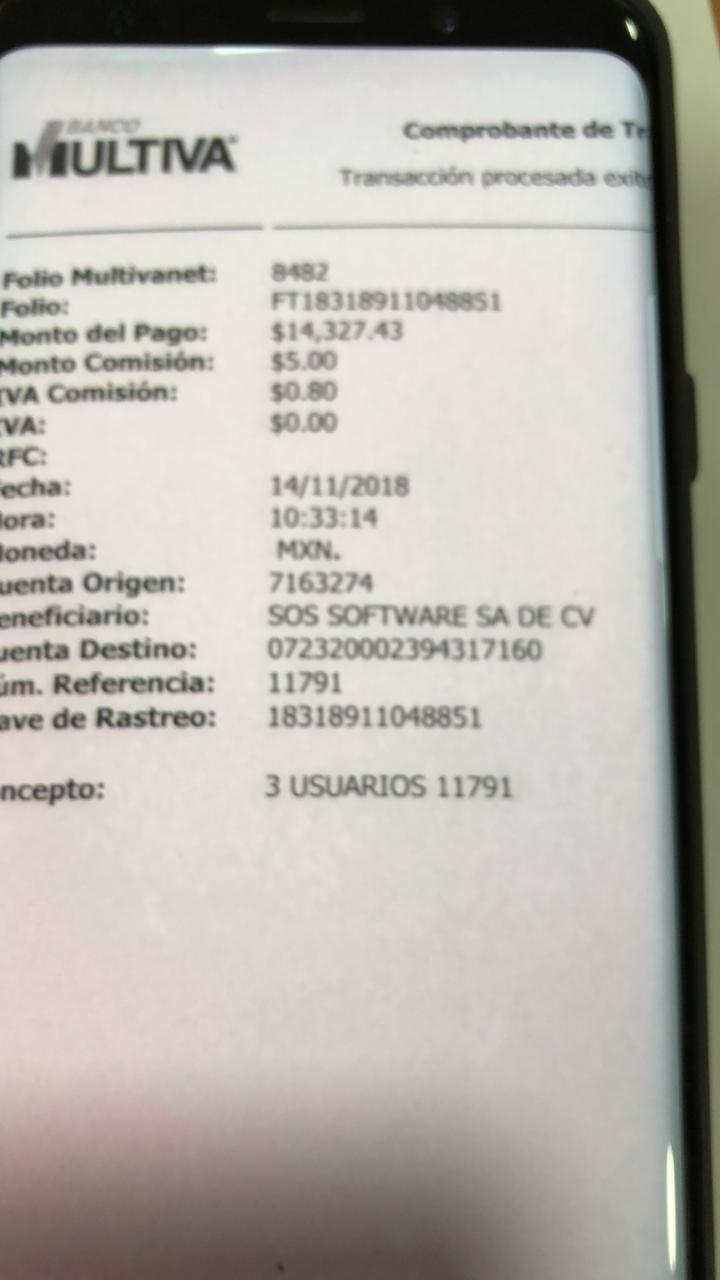 BANCO
MULTIVA
Comprobante de Tr
Transacción procesada exit
Folio Multivanet: 8482
Folio: FT18318911048851
Monto del Pago: $14,327.43
Monto Comisión: $5.00
IVA Comisión: $0.80
IVA: $0.00
RFC:
echa: 14/11/2018
ora: 10:33:14
oneda: MXN.
uenta Origen: 7163274
eneficiario: SOS SOFTWARE SA DE CV
uenta Destino: 072320002394317160
úm. Referencia: 11791
ave de Rastreo: 18318911048851
ncepto: 3 USUARIOS 11791